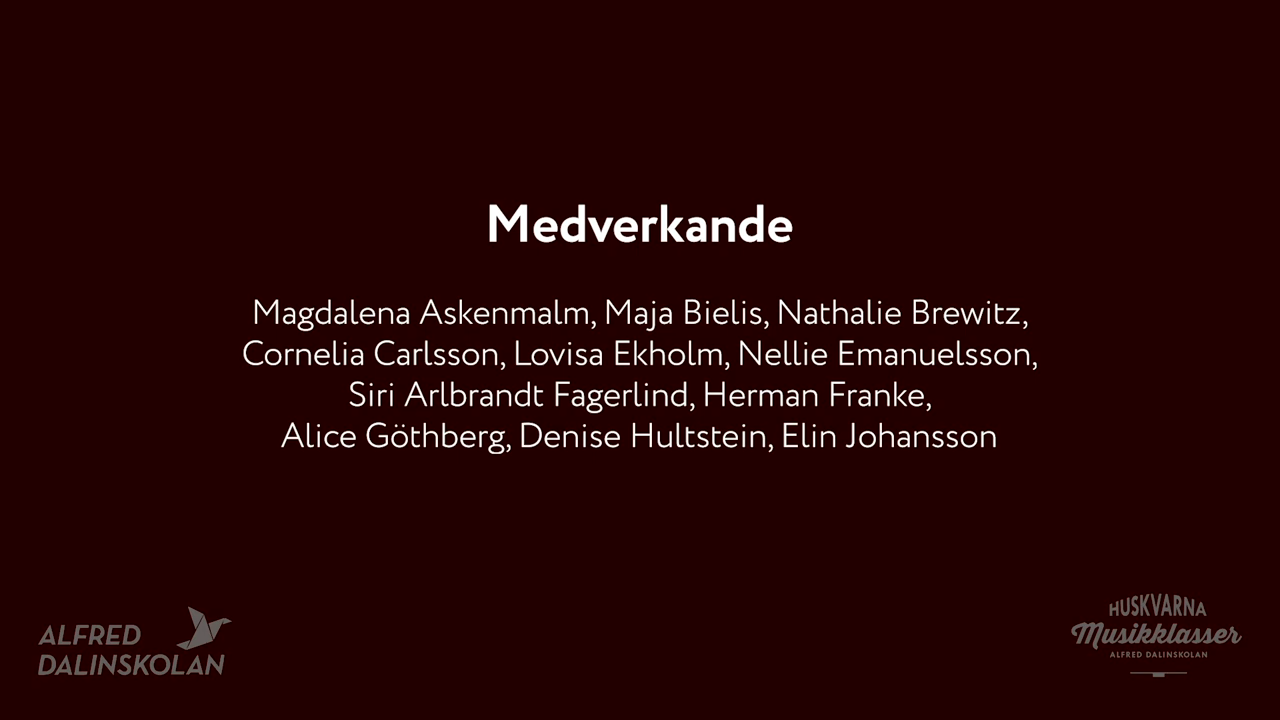 Medverkande
Magdalena Askenmalm, Maja Bielis, Nathalie Brewitz,
Cornelia Carlsson, Lovisa Ekholm, Nellie Emanuelsson,
Siri Arlbrandt Fagerlind, Herman Franke,
Alice Göthberg, Denise Hultstein, Elin Johansson
ALFRED
DALINSKOLAN
HUSKVARNA
Musikklasser
ALFRED DALINSKOLAN